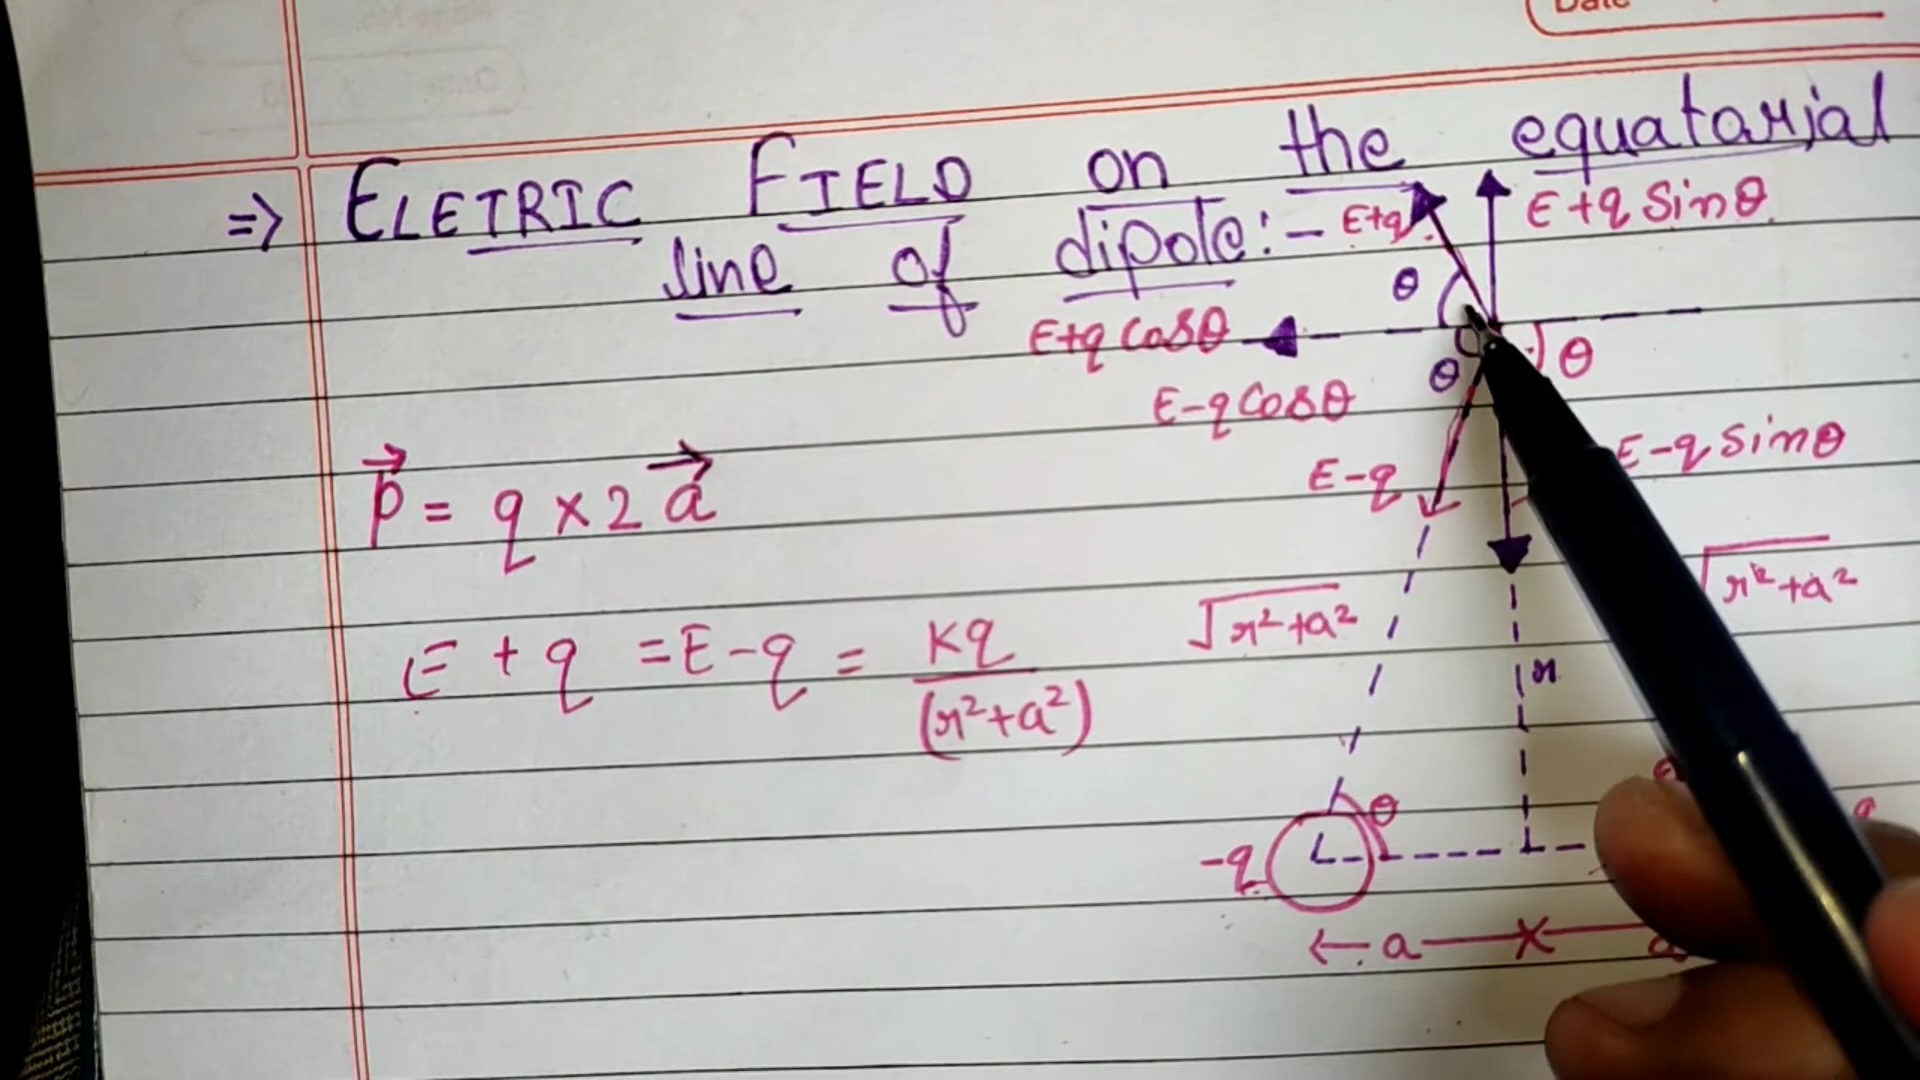 Date
=> ELETRIC FIELD on the equatarial
line of dipole:-
E+q
E+q Sinθ
θ
E+q Cosθ
θ
θ
E-q Cosθ
E-q Sinθ
E-q
p⃗ = q × 2 a⃗
√r²+a²
√r²+a²
E + q = E - q = Kq / (r²+a²)
r
θ
-q
a
a